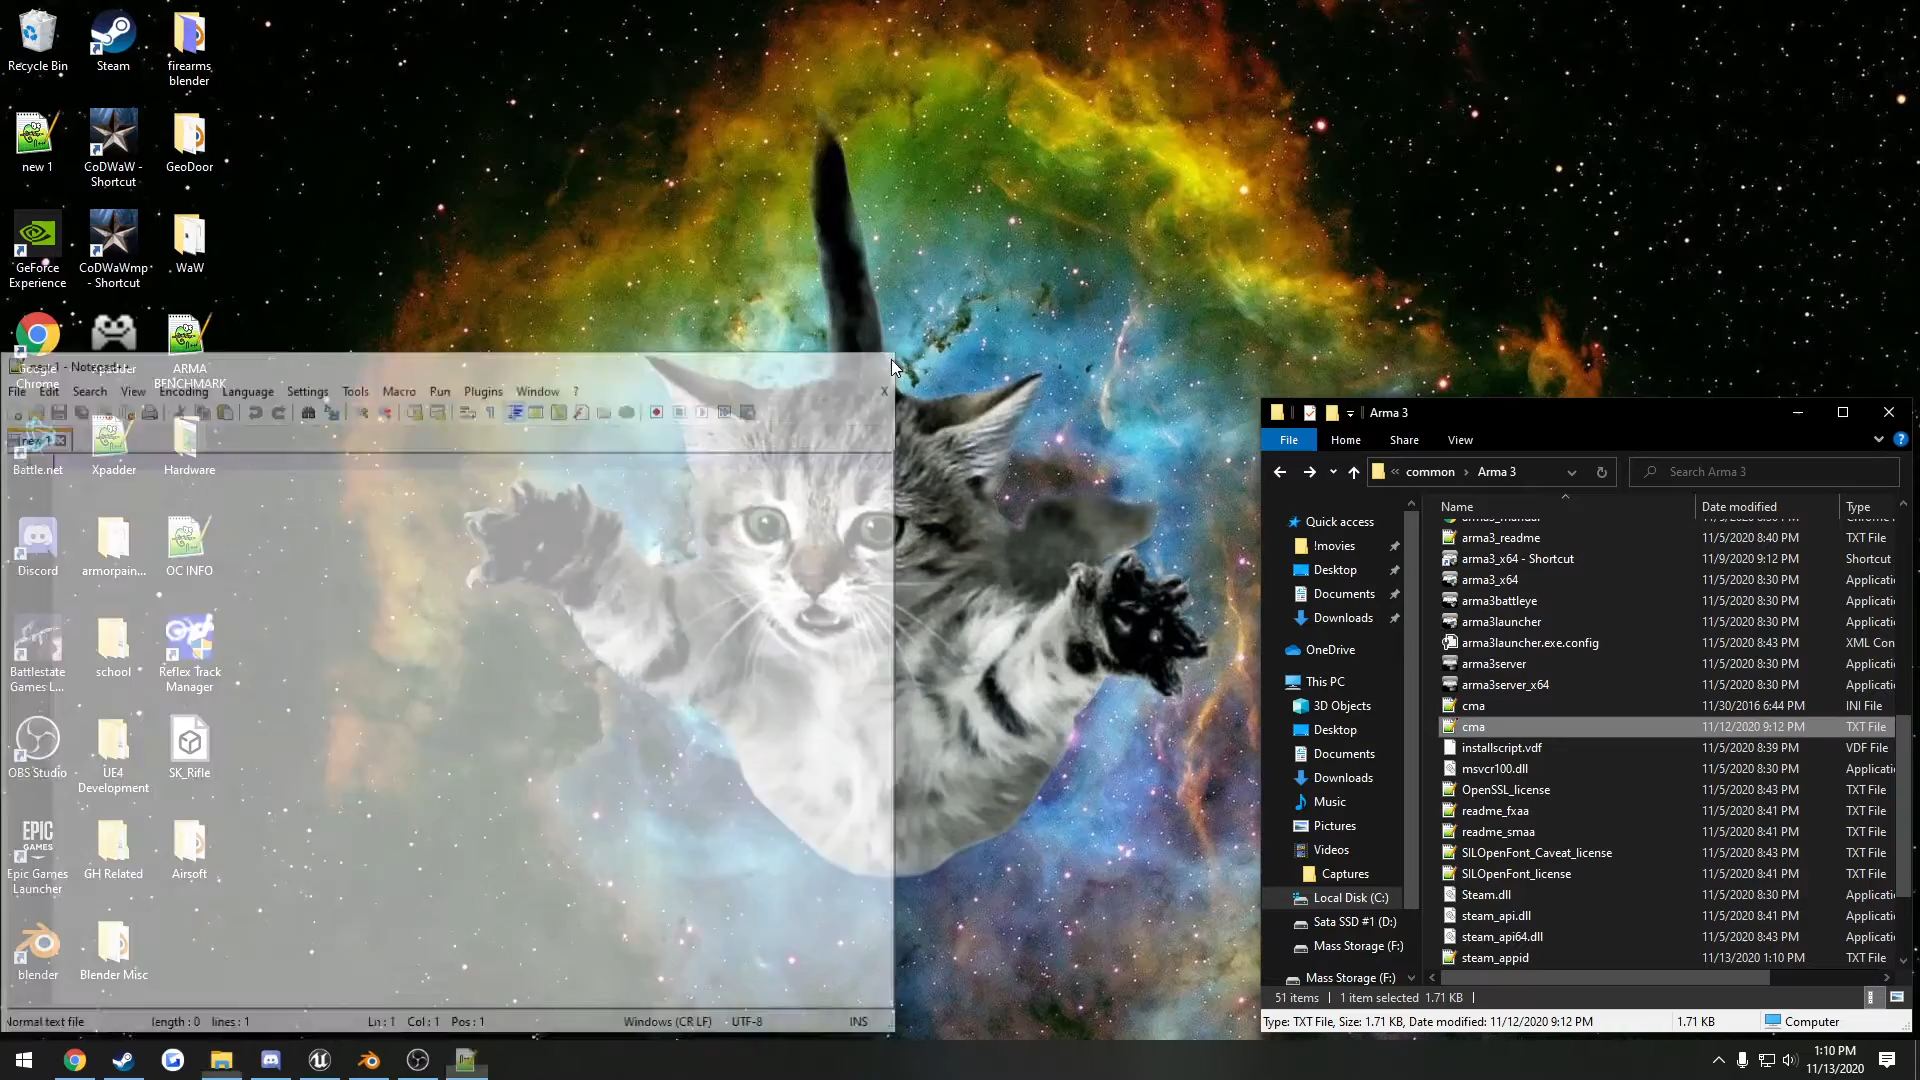 Recycle Bin
Steam
firearms
blender
new 1
CoDWaW -
Shortcut
GeoDoor
GeForce
Experience
CoDWaWmp
- Shortcut
WaW
Google
Chrome
Xpadder
ARMA
BENCHMARK
File Edit Search View Encoding Language Settings Tools Macro Run Plugins Window ? X
new 1
Battle.net
Xpadder
Hardware
Discord
armorpain...
OC INFO
Battlestate
Games L...
school
Reflex Track
Manager
OBS Studio
UE4
Development
SK_Rifle
EPIC
GAMES
Epic Games
Launcher
GH Related
Airsoft
blender
Blender Misc
Normal text file length : 0 lines : 1 Ln : 1 Col : 1 Pos : 1 Windows (CR LF) UTF-8 INS
Arma 3
File Home Share View
« common › Arma 3
Search Arma 3
Quick access
!movies
Desktop
Documents
Downloads
OneDrive
This PC
3D Objects
Desktop
Documents
Downloads
Music
Pictures
Videos
Captures
Local Disk (C:)
Sata SSD #1 (D:)
Mass Storage (F:)
Mass Storage (F:)
Name Date modified Type
arma3_readme 11/5/2020 8:40 PM TXT File
arma3_x64 - Shortcut 11/9/2020 9:12 PM Shortcut
arma3_x64 11/5/2020 8:30 PM Applicati
arma3battleye 11/5/2020 8:30 PM Applicati
arma3launcher 11/5/2020 8:30 PM Applicati
arma3launcher.exe.config 11/5/2020 8:43 PM XML Con
arma3server 11/5/2020 8:30 PM Applicati
arma3server_x64 11/5/2020 8:30 PM Applicati
cma 11/30/2016 6:44 PM INI File
cma 11/12/2020 9:12 PM TXT File
installscript.vdf 11/5/2020 8:39 PM VDF File
msvcr100.dll 11/5/2020 8:30 PM Applicati
OpenSSL_license 11/5/2020 8:43 PM TXT File
readme_fxaa 11/5/2020 8:41 PM TXT File
readme_smaa 11/5/2020 8:41 PM TXT File
SILOpenFont_Caveat_license 11/5/2020 8:43 PM TXT File
SILOpenFont_license 11/5/2020 8:41 PM TXT File
Steam.dll 11/5/2020 8:30 PM Applicati
steam_api.dll 11/5/2020 8:41 PM Applicati
steam_api64.dll 11/5/2020 8:43 PM Applicati
steam_appid 11/13/2020 1:10 PM TXT File
51 items 1 item selected 1.71 KB
Type: TXT File, Size: 1.71 KB, Date modified: 11/12/2020 9:12 PM 1.71 KB Computer
1:10 PM
11/13/2020